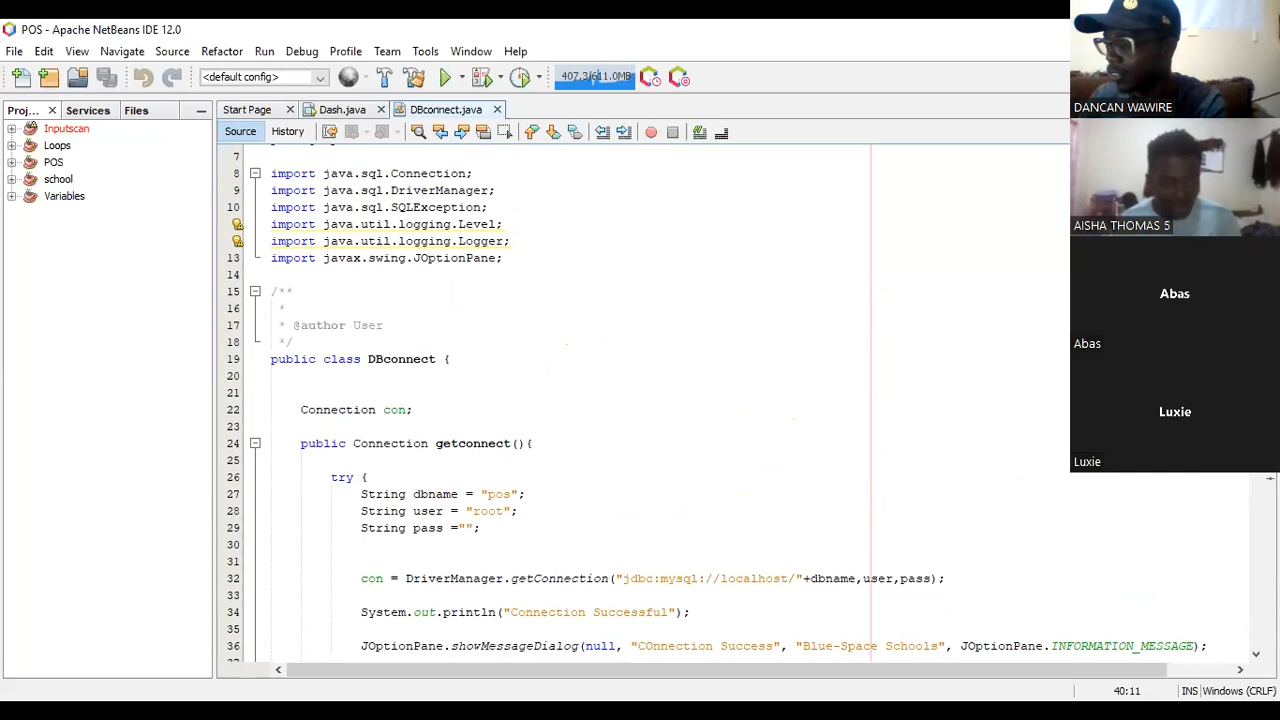 POS - Apache NetBeans IDE 12.0
File Edit View Navigate Source Refactor Run Debug Profile Team Tools Window Help
<default config>
407.3/611.0MB
DANCAN WAWIRE
Proj... Services Files
Start Page Dash.java DBconnect.java
Source History
Inputscan
Loops
POS
school
Variables
7
8 import java.sql.Connection;
9 import java.sql.DriverManager;
10 import java.sql.SQLException;
import java.util.logging.Level;
import java.util.logging.Logger;
13 import javax.swing.JOptionPane;
14
15 /**
16 *
17 * @author User
18 */
19 public class DBconnect {
20
21
22 Connection con;
23
24 public Connection getconnect(){
25
26 try {
27 String dbname = "pos";
28 String user = "root";
29 String pass ="";
30
31
32 con = DriverManager.getConnection("jdbc:mysql://localhost/"+dbname,user,pass);
33
34 System.out.println("Connection Successful");
35
36 JOptionPane.showMessageDialog(null, "COnnection Success", "Blue-Space Schools", JOptionPane.INFORMATION_MESSAGE);
AISHA THOMAS 5
Abas
Abas
Luxie
Luxie
40:11 INS Windows (CRLF)